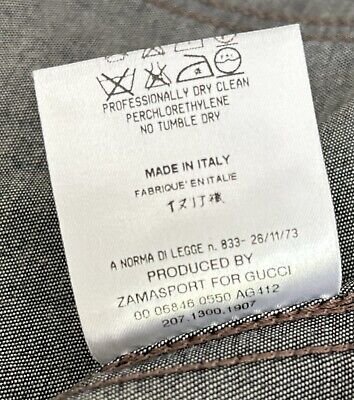 PROFESSIONALLY DRY CLEAN
PERCHLORETHYLENE
NO TUMBLE DRY
MADE IN ITALY
FABRIQUE' EN ITALIE
A NORMA DI LEGGE n. 833- 26/11/73
PRODUCED BY
ZAMASPORT FOR GUCCI
00 06846 0550 AG412
207.1300.1907